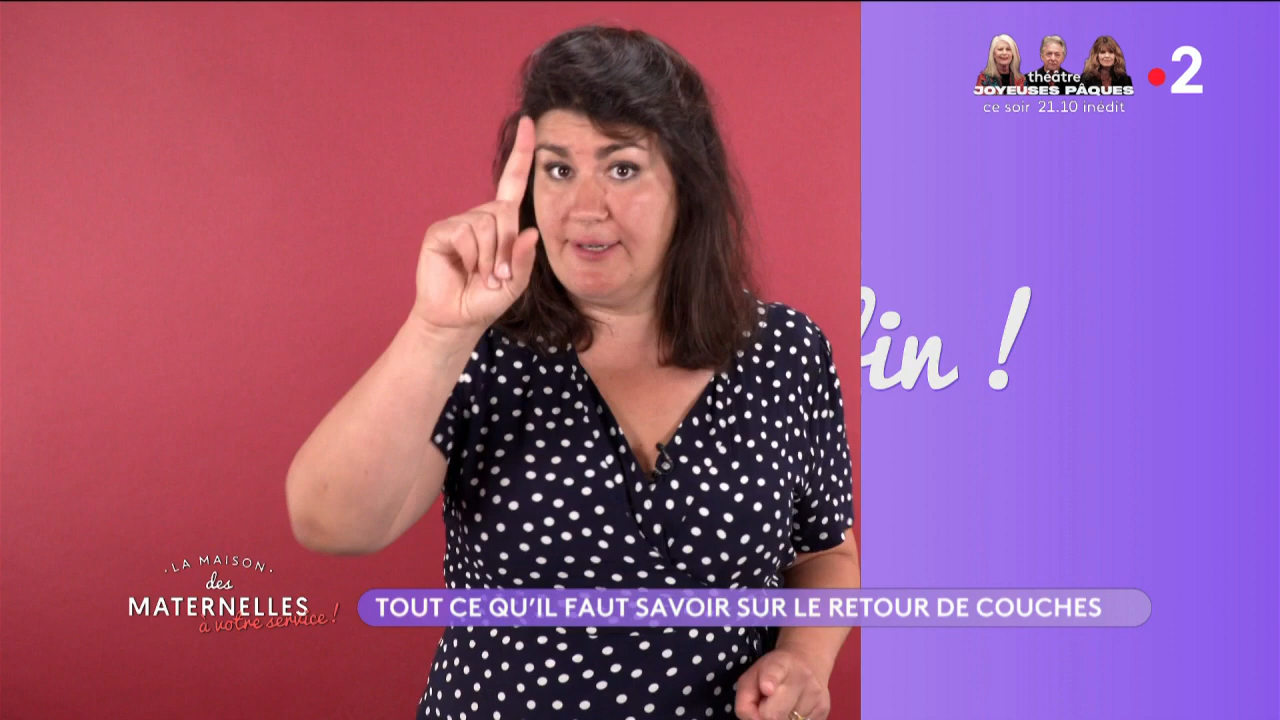 théâtre
JOYEUSES PÂQUES
ce soir 21.10 inédit
2
in !
· LA MAISON ·
des
MATERNELLES
à votre service !
TOUT CE QU'IL FAUT SAVOIR SUR LE RETOUR DE COUCHES